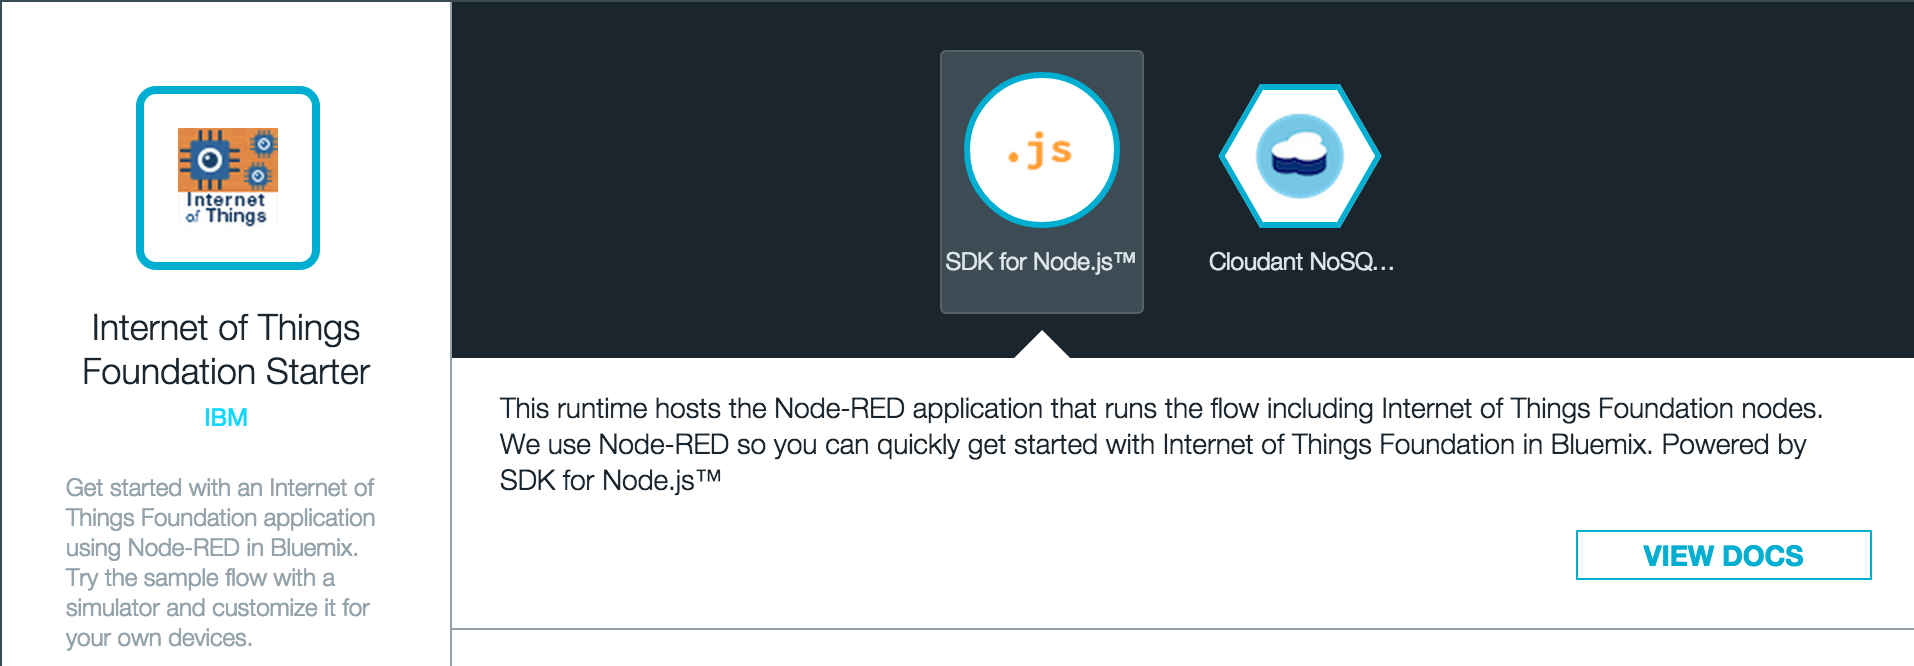 Internet
of Things
Internet of Things
Foundation Starter
IBM
Get started with an Internet of
Things Foundation application
using Node-RED in Bluemix.
Try the sample flow with a
simulator and customize it for
your own devices.
.js
SDK for Node.js™
Cloudant NoSQ...
This runtime hosts the Node-RED application that runs the flow including Internet of Things Foundation nodes.
We use Node-RED so you can quickly get started with Internet of Things Foundation in Bluemix. Powered by
SDK for Node.js™
VIEW DOCS